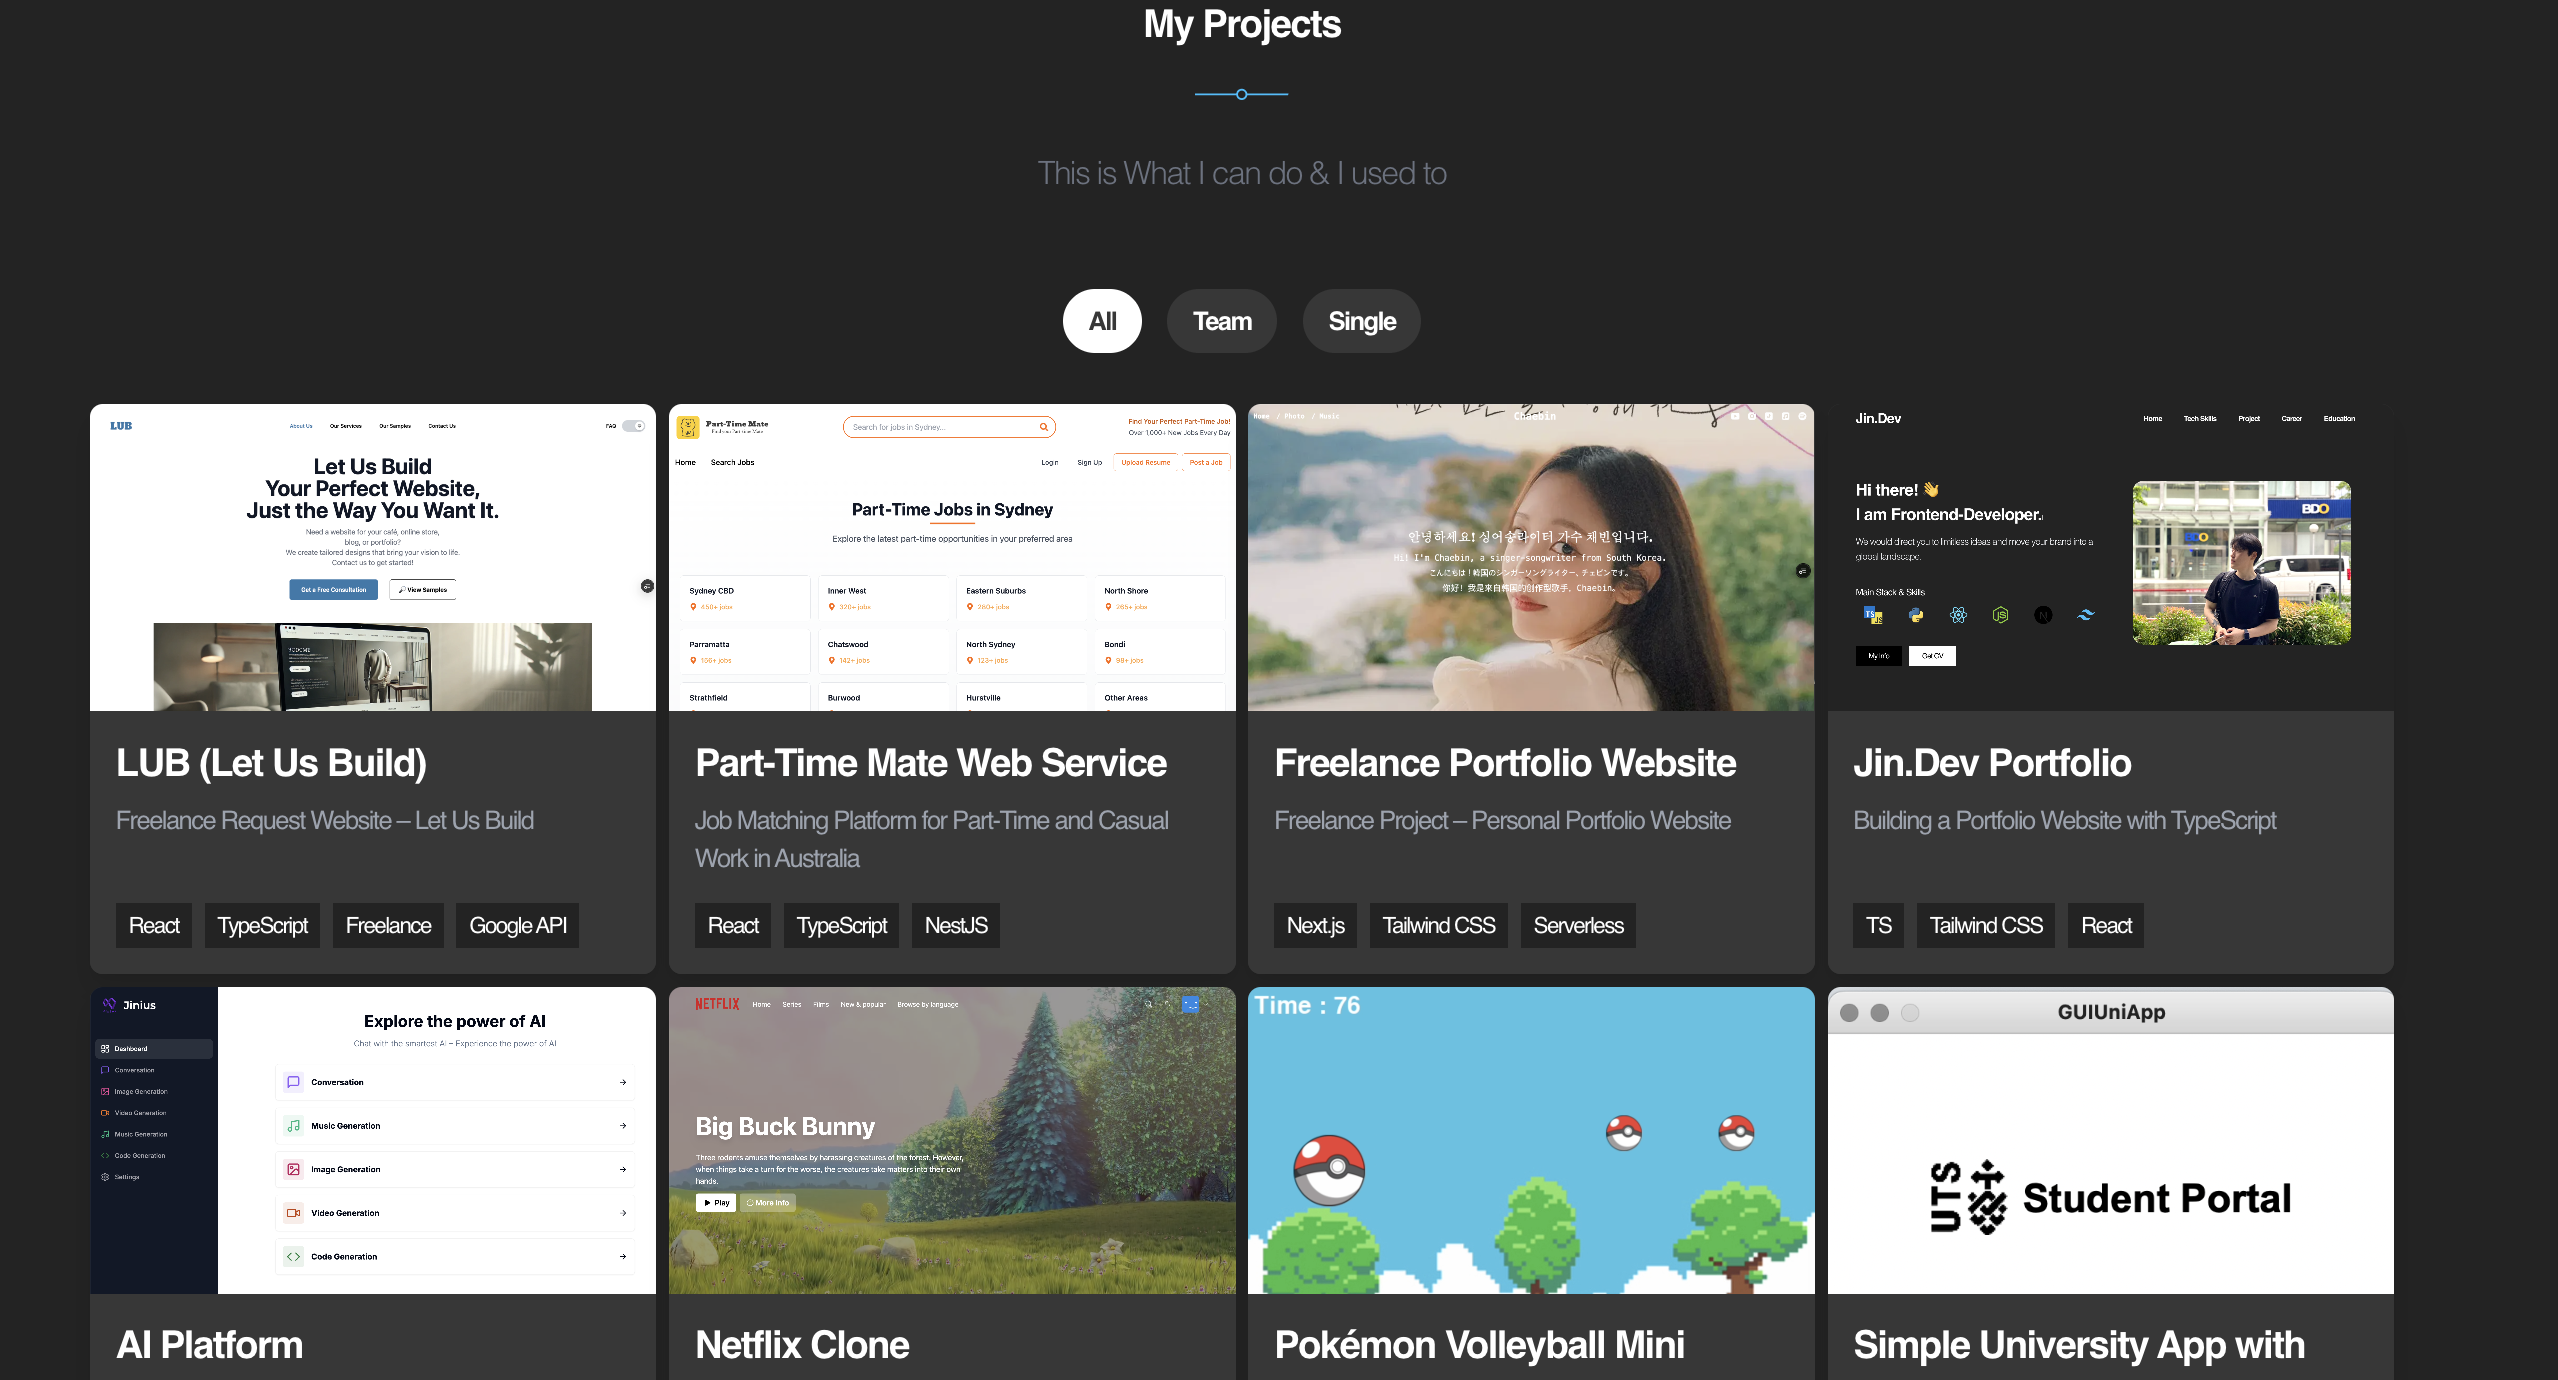 My Projects
This is What I can do & I used to
All
Team
Single
LUB
About Us
Our Services
Our Samples
Contact Us
FAQ
Let Us Build
Your Perfect Website,
Just the Way You Want It.
Need a website for your café, online store,
blog, or portfolio?
We create tailored designs that bring your vision to life.
Contact us to get started!
Get a Free Consultation
View Samples
LUB (Let Us Build)
Freelance Request Website – Let Us Build
React
TypeScript
Freelance
Google API
Part-Time Mate
Find your Part-time Mate
Search for jobs in Sydney...
Find Your Perfect Part-Time Job!
Over 1,000+ New Jobs Every Day
Home
Search Jobs
Login
Sign Up
Upload Resume
Post a Job
Part-Time Jobs in Sydney
Explore the latest part-time opportunities in your preferred area
Sydney CBD
450+ jobs
Inner West
320+ jobs
Eastern Suburbs
280+ jobs
North Shore
265+ jobs
Parramatta
156+ jobs
Chatswood
142+ jobs
North Sydney
123+ jobs
Bondi
98+ jobs
Strathfield
Burwood
Hurstville
Other Areas
Part-Time Mate Web Service
Job Matching Platform for Part-Time and Casual
Work in Australia
React
TypeScript
NestJS
Home / Photo / Music
Chaebin
안녕하세요! 싱어송라이터 가수 채빈입니다.
Hi! I'm Chaebin, a singer-songwriter from South Korea.
こんにちは！韓国のシンガーソングライター、チェビンです。
你好！我是来自韩国的创作型歌手，Chaebin。
Freelance Portfolio Website
Freelance Project – Personal Portfolio Website
Next.js
Tailwind CSS
Serverless
Jin.Dev
Home
Tech Skills
Project
Career
Education
Hi there! 👋
I am Frontend-Developer.
We would direct you to limitless ideas and move your brand into a
global landscape.
Main Stack & Skills
TS
JS
N
My Info
Get CV
BDO
BDO
Jin.Dev Portfolio
Building a Portfolio Website with TypeScript
TS
Tailwind CSS
React
Jinius
Dashboard
Conversation
Image Generation
Video Generation
Music Generation
Code Generation
Settings
Explore the power of AI
Chat with the smartest AI – Experience the power of AI
Conversation
Music Generation
Image Generation
Video Generation
Code Generation
AI Platform
NETFLIX
Home
Series
Films
New & popular
Browse by language
Big Buck Bunny
Three rodents amuse themselves by harassing creatures of the forest. However,
when things take a turn for the worse, the creatures take matters into their own
hands.
Play
More Info
Netflix Clone
Time : 76
Pokémon Volleyball Mini
GUIUniApp
UTS
Student Portal
Simple University App with